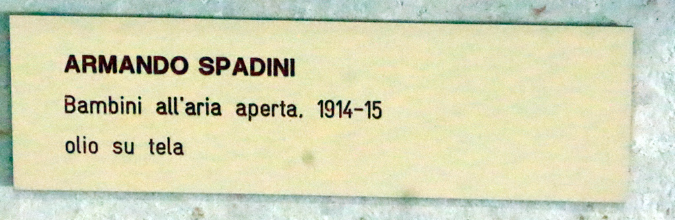 ARMANDO SPADINI
Bambini all'aria aperta. 1914-15
olio su tela